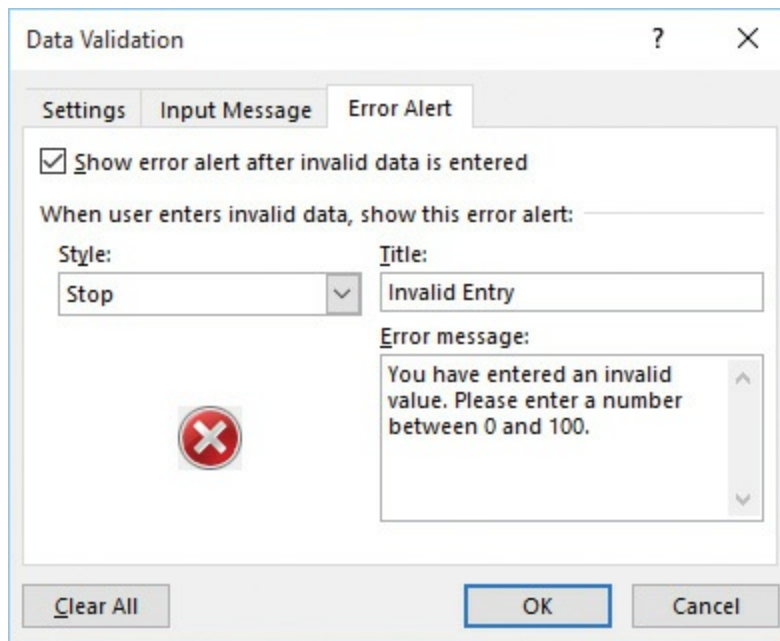 Data Validation ?
Settings Input Message Error Alert
Show error alert after invalid data is entered
When user enters invalid data, show this error alert:
Style: Title:
Stop Invalid Entry
Error message:
You have entered an invalid
value. Please enter a number
between 0 and 100.
Clear All OK Cancel